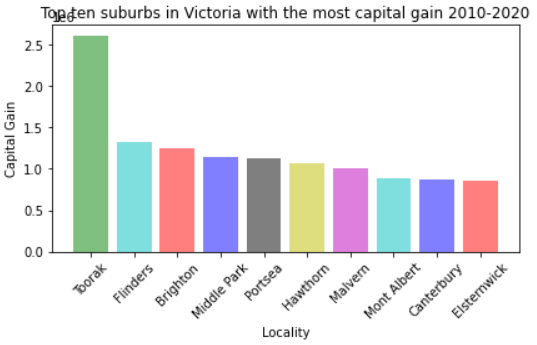 Top ten suburbs in Victoria with the most capital gain 2010-2020
1e6
2.5
2.0
1.5
1.0
0.5
0.0
Capital Gain
Toorak
Flinders
Brighton
Middle Park
Portsea
Hawthorn
Malvern
Mont Albert
Canterbury
Elsternwick
Locality